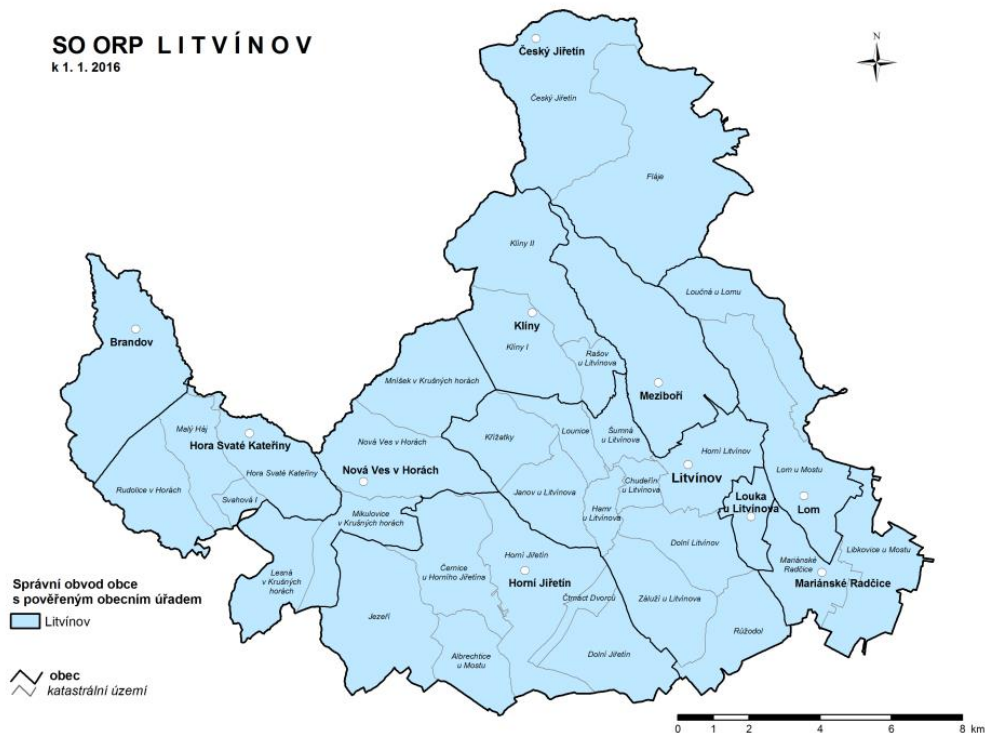 SO ORP LITVÍNOV
k 1. 1. 2016
N
Český Jiřetín
Český Jiřetín
Fláje
Klíny II
Loučná u Lomu
Klíny
Klíny I
Rašov
u Litvínova
Brandov
Mníšek v Krušných horách
Meziboří
Malý Háj
Hora Svaté Kateřiny
Hora Svaté Kateřiny
Rudolice v Horách
Svahová I
Nová Ves v Horách
Nová Ves v Horách
Křížatky
Lounice
Šumná
u Litvínova
Horní Litvínov
Litvínov
Janov u Litvínova
Chudeřín
u Litvínova
Hamr
u Litvínova
Louka
u Litvínova
Lom u Mostu
Lom
Mikulovice
v Krušných horách
Dolní Litvínov
Libkovice u Mostu
Mariánské
Radčice
Mariánské Radčice
Lesná
v Krušných
horách
Černice
u Horního Jiřetína
Horní Jiřetín
Horní Jiřetín
Čtrnáct Dvorců
Záluží u Litvínova
Jezeří
Růžodol
Albrechtice
u Mostu
Dolní Jiřetín
Správní obvod obce
s pověřeným obecním úřadem
Litvínov
obec
katastrální území
0 1 2 4 6 8 km